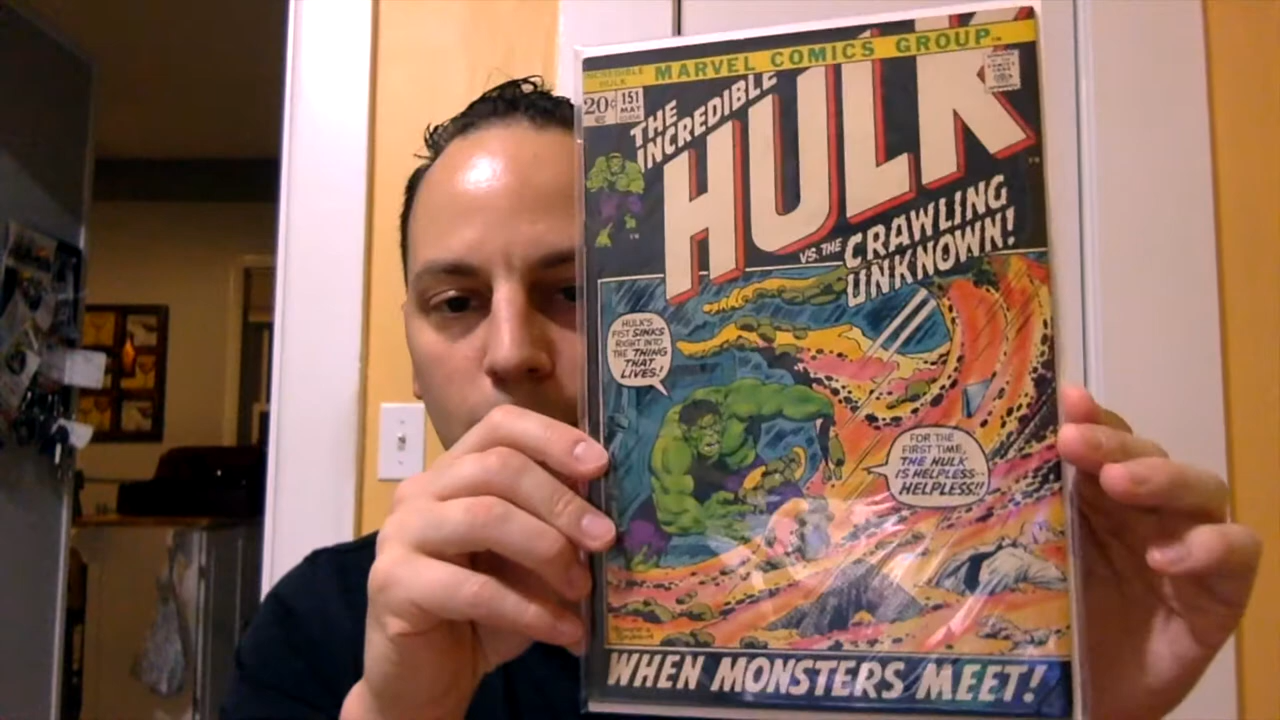 INCREDIBLE
HULK
MARVEL COMICS GROUP
20¢
151
MAY
THE
INCREDIBLE
HULK
VS. THE CRAWLING
UNKNOWN!
HULK'S
FIST SINKS
RIGHT INTO
THE THING
THAT
LIVES!
FOR THE
FIRST TIME,
THE HULK
IS HELPLESS--
HELPLESS!!
WHEN MONSTERS MEET!